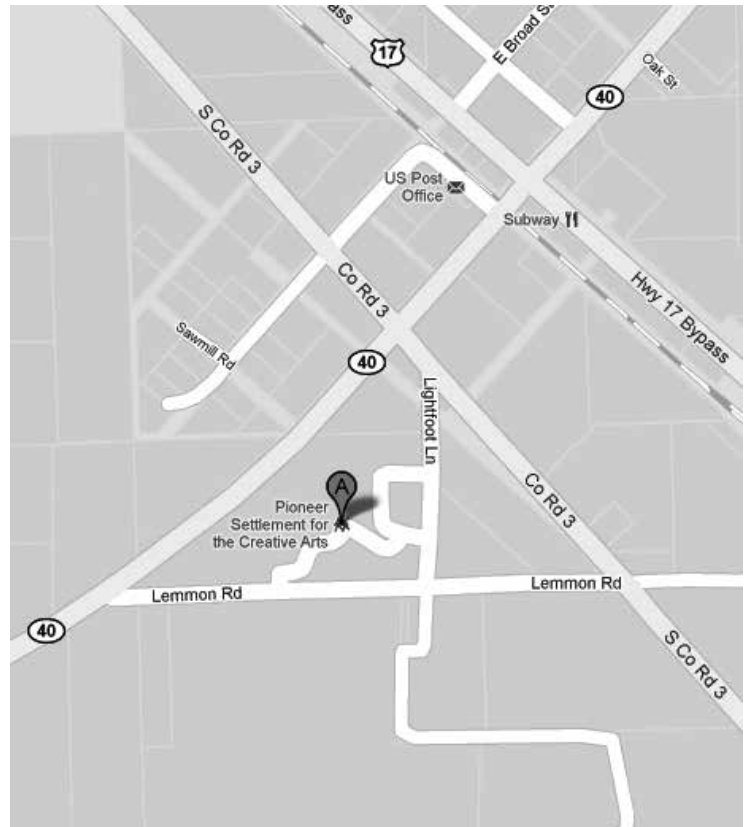 pass
17
E Broad S
Oak St
40
S Co Rd 3
US Post
Office
Subway
Co Rd 3
Hwy 17 Bypass
Sawmill Rd
40
Lightfoot Ln
A
Pioneer
Settlement for
the Creative Arts
Co Rd 3
Lemmon Rd
Lemmon Rd
40
S Co Rd 3